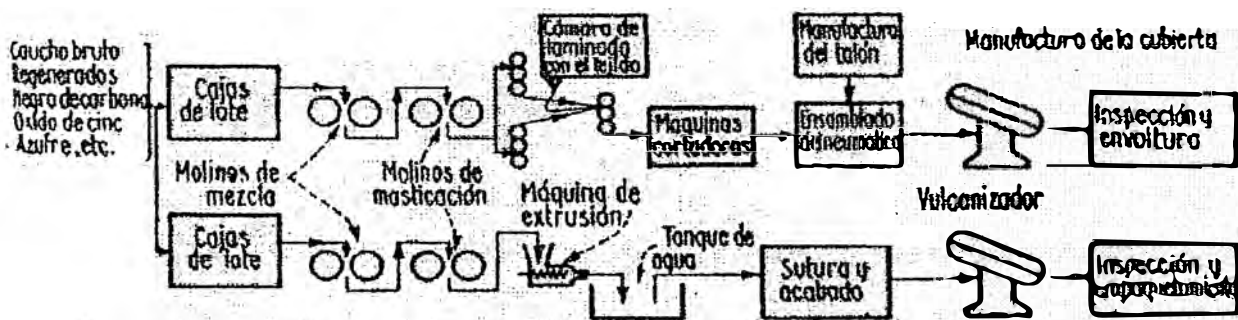 Caucho bruto
Regenerados
Negro de carbono
Oxido de cinc
Azufre, etc.
Cajas
de lote
Molinos de
mezcla
Molinos de
masticación
Cámara de
laminado
con el tejido
Máquinas
cortadoras
Manufactura
del talón
Ensamblado
del neumático
Manufactura de la cubierta
Inspección y
envoltura
Vulcanizador
Cajas
de lote
Máquina de
extrusión
Tanque de
agua
Sutura y
acabado
Inspección y